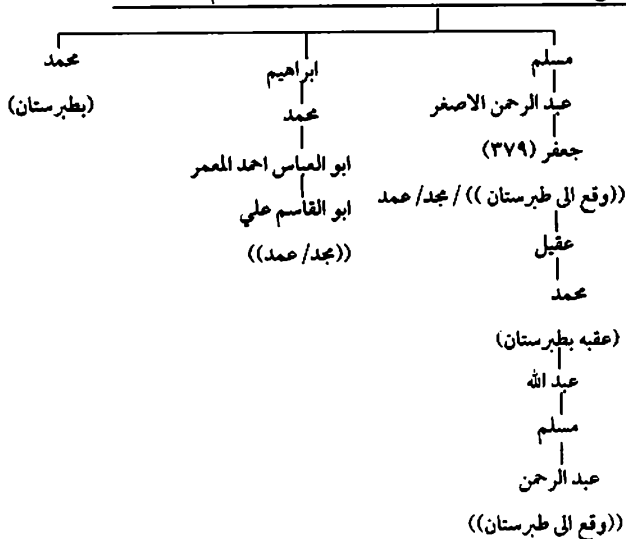 مسلم
عبد الرحمن الاصغر
جعفر (٣٧٩)
((وقع الى طبرستان )) / مجد/ عمد
عقيل
محمد
(عقبه بطبرستان)
عبد الله
مسلم
عبد الرحمن
((وقع الى طبرستان))
ابراهيم
محمد
ابو العباس احمد المعمر
ابو القاسم علي
((مجد/ عمد))
محمد
(بطبرستان)